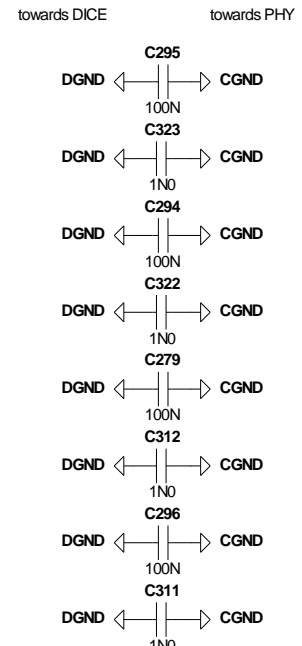 towards DICE towards PHY
C295
DGND CGND
100N
C323
DGND CGND
1N0
C294
DGND CGND
100N
C322
DGND CGND
1N0
C279
DGND CGND
100N
C312
DGND CGND
1N0
C296
DGND CGND
100N
C311
DGND CGND
1N0